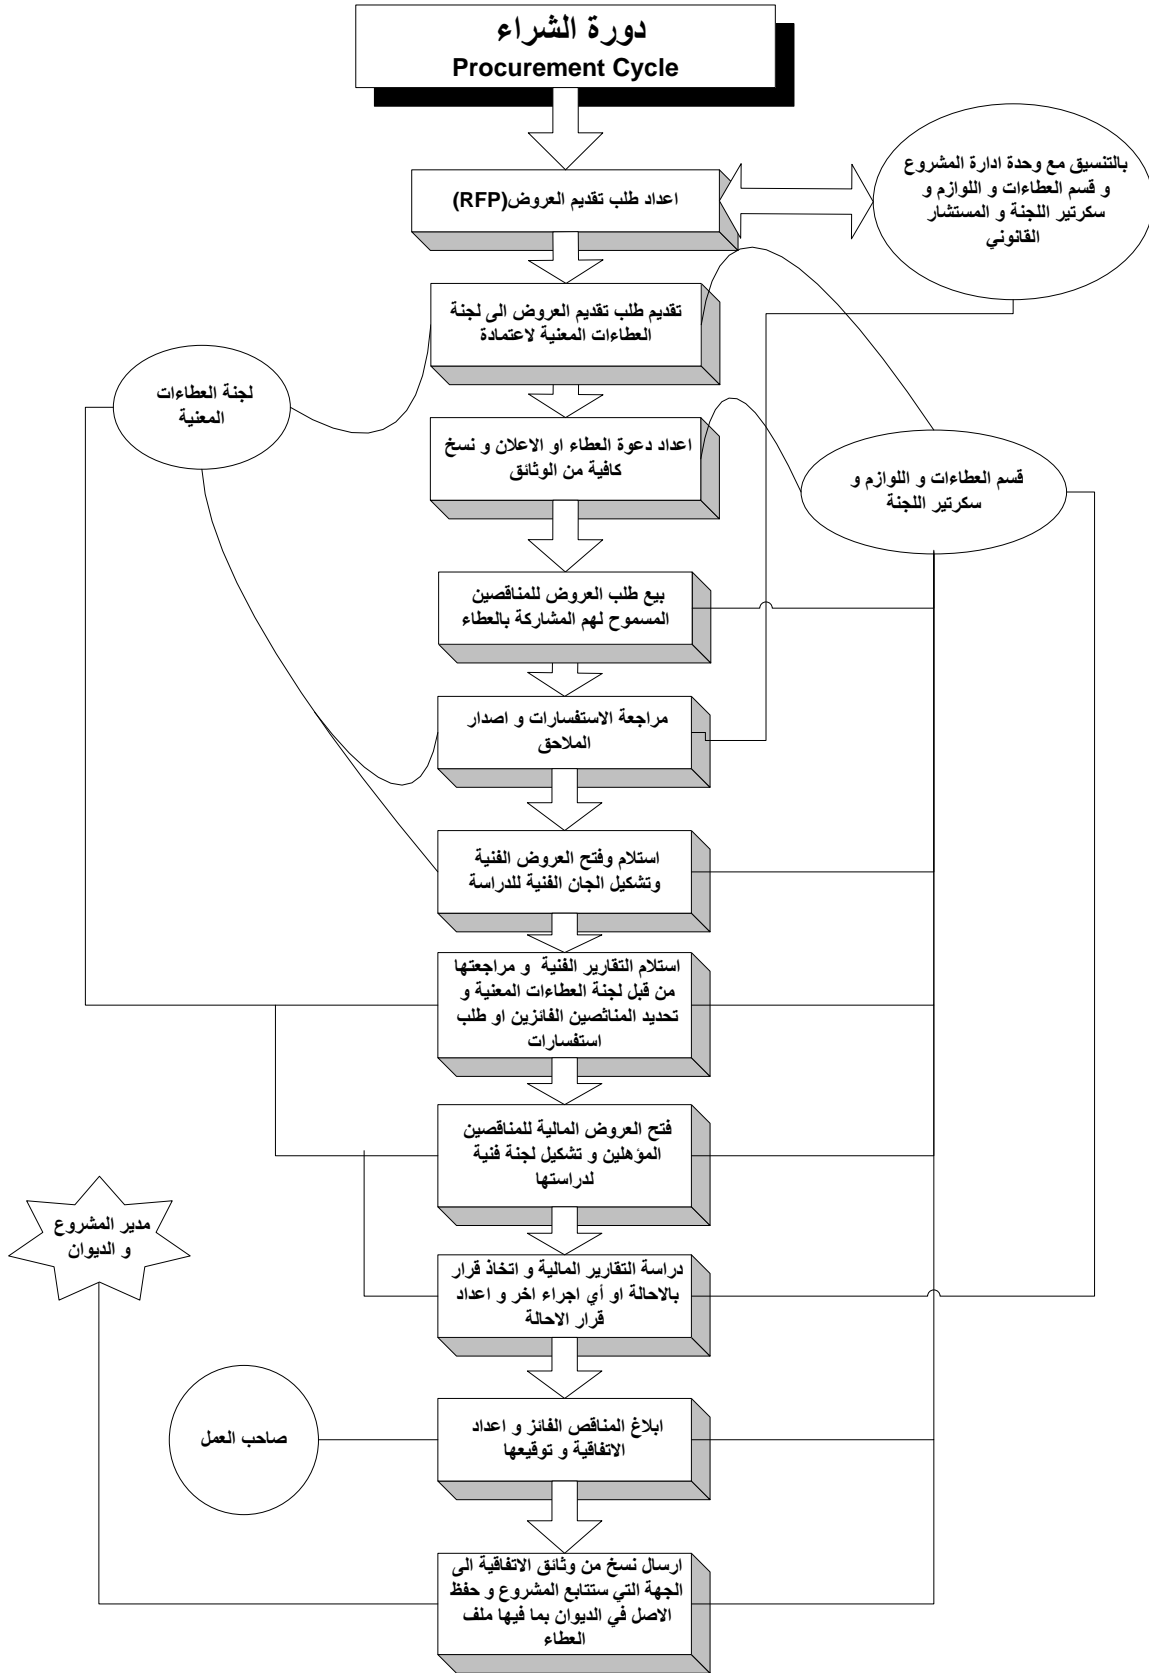 دورة الشراء
Procurement Cycle
بالتنسيق مع وحدة ادارة المشروع
و قسم العطاءات و اللوازم و
سكرتير اللجنة و المستشار
القانوني
اعداد طلب تقديم العروض(RFP)
تقديم طلب تقديم العروض الى لجنة
العطاءات المعنية لاعتمادة
لجنة العطاءات
المعنية
اعداد دعوة العطاء او الاعلان و نسخ
كافية من الوثائق
قسم العطاءات و اللوازم و
سكرتير اللجنة
بيع طلب العروض للمناقصين
المسموح لهم المشاركة بالعطاء
مراجعة الاستفسارات و اصدار
الملاحق
استلام وفتح العروض الفنية
وتشكيل الجان الفنية للدراسة
استلام التقارير الفنية و مراجعتها
من قبل لجنة العطاءات المعنية و
تحديد المناثصين الفائزين او طلب
استفسارات
فتح العروض المالية للمناقصين
المؤهلين و تشكيل لجنة فنية
لدراستها
مدير المشروع
و الديوان
دراسة التقارير المالية و اتخاذ قرار
بالاحالة او أي اجراء اخر و اعداد
قرار الاحالة
ابلاغ المناقص الفائز و اعداد
الاتفاقية و توقيعها
صاحب العمل
ارسال نسخ من وثائق الاتفاقية الى
الجهة التي ستتابع المشروع و حفظ
الاصل في الديوان بما فيها ملف
العطاء